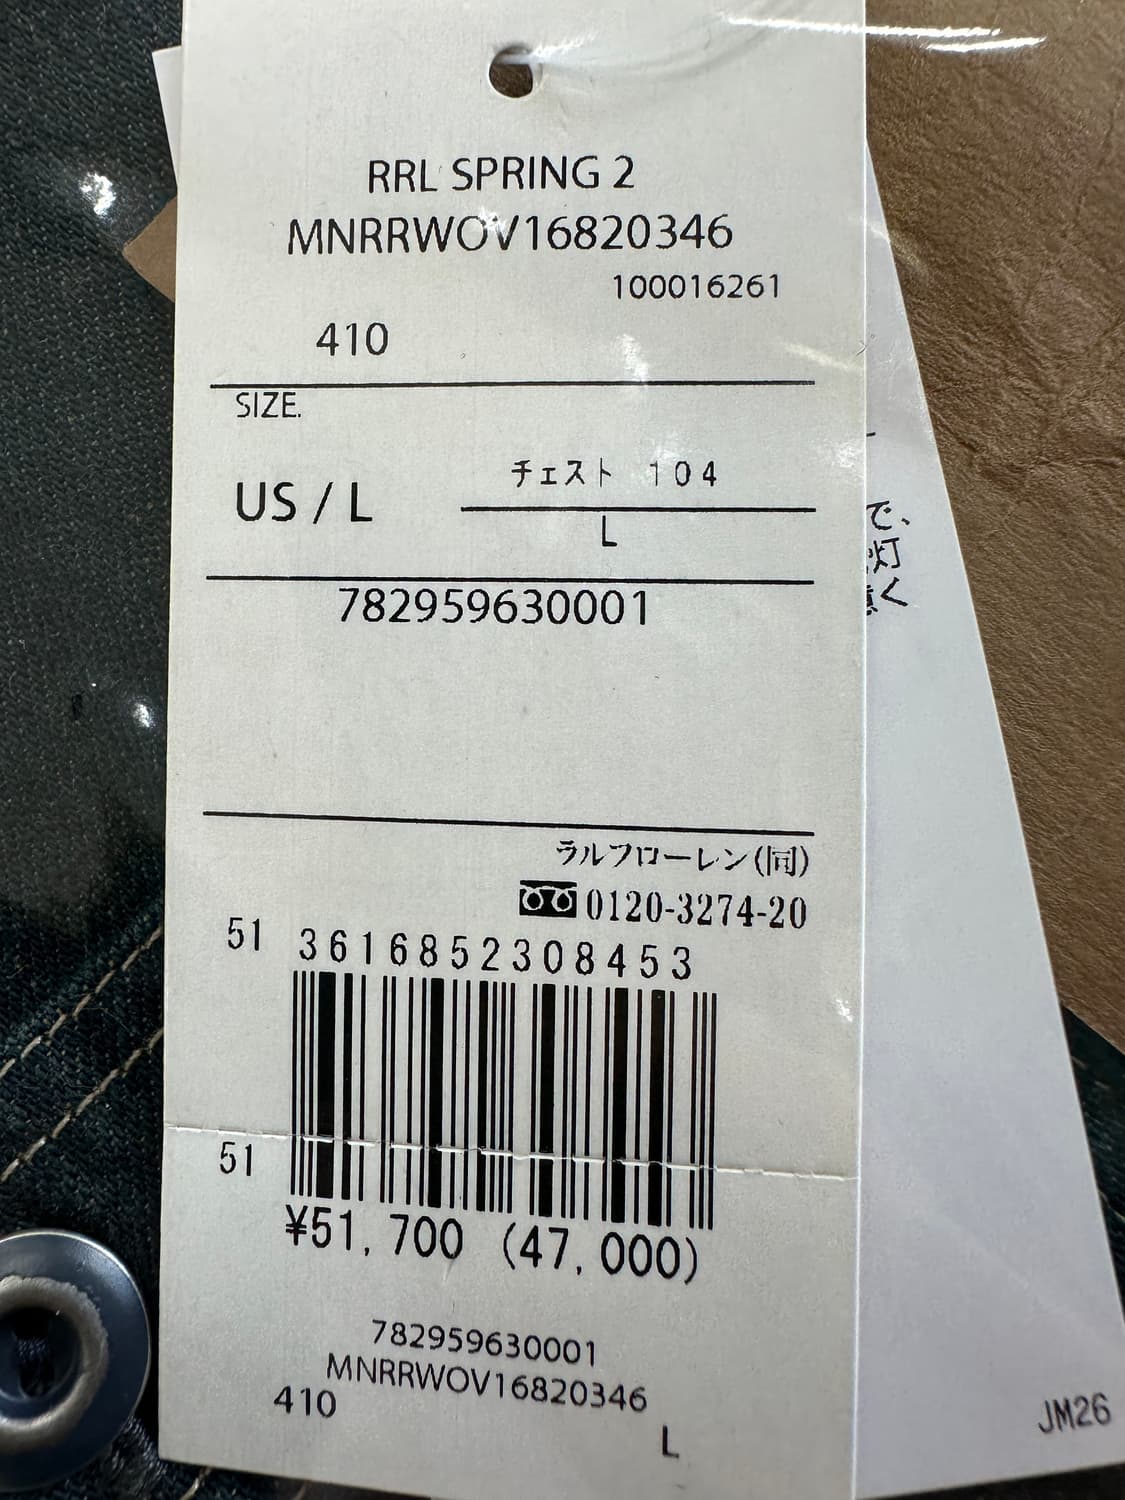 RRL SPRING 2
MNRRWOV16820346
100016261
410
SIZE.
US / L
チェスト 104
L
782959630001
ラルフローレン(同)
0120-3274-20
51 3616852308453
51
¥51,700 (47,000)
782959630001
MNRRWOV16820346
410
L
で、
灯
く
JM26